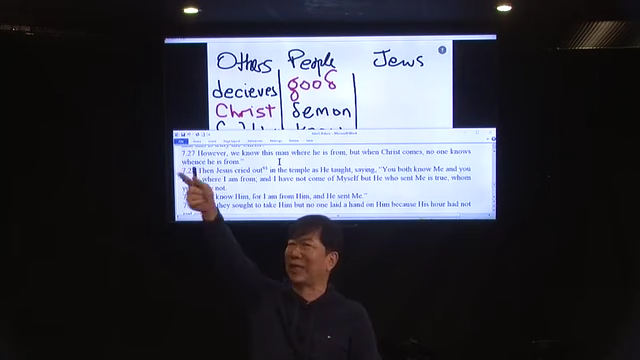 Others People Jews
decieves good
Christ demon
7.27 However, we know this man where he is from, but when Christ comes, no one knows
whence he is from."
7.28 Then Jesus cried out in the temple as He taught, saying, "You both know Me and you
where I am from; and I have not come of Myself but He who sent Me is true, whom
not.
know Him, for I am from Him, and He sent Me."
they sought to take Him but no one laid a hand on Him because His hour had not